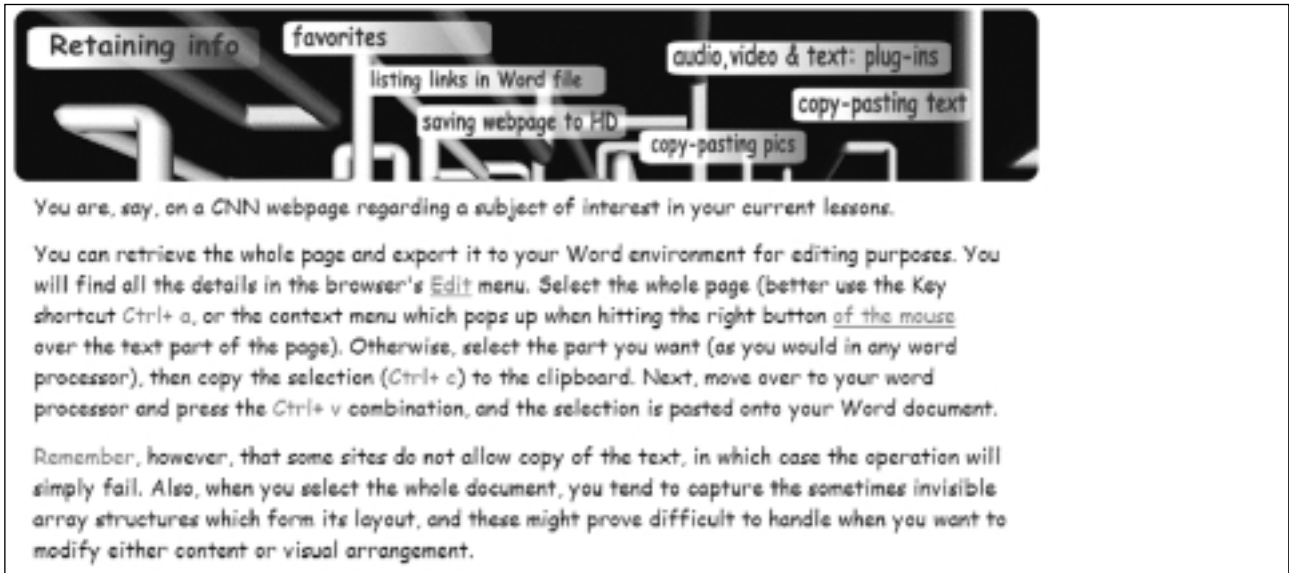 Retaining info
favorites
listing links in Word file
saving webpage to HD
audio, video & text: plug-ins
copy-pasting text
copy-pasting pics
You are, say, on a CNN webpage regarding a subject of interest in your current lessons.
You can retrieve the whole page and export it to your Word environment for editing purposes. You
will find all the details in the browser's Edit menu. Select the whole page (better use the Key
shortcut Ctrl+ a, or the context menu which pops up when hitting the right button of the mouse
over the text part of the page). Otherwise, select the part you want (as you would in any word
processor), then copy the selection (Ctrl+ c) to the clipboard. Next, move over to your word
processor and press the Ctrl+ v combination, and the selection is pasted onto your Word document.
Remember, however, that some sites do not allow copy of the text, in which case the operation will
simply fail. Also, when you select the whole document, you tend to capture the sometimes invisible
array structures which form its layout, and these might prove difficult to handle when you want to
modify either content or visual arrangement.